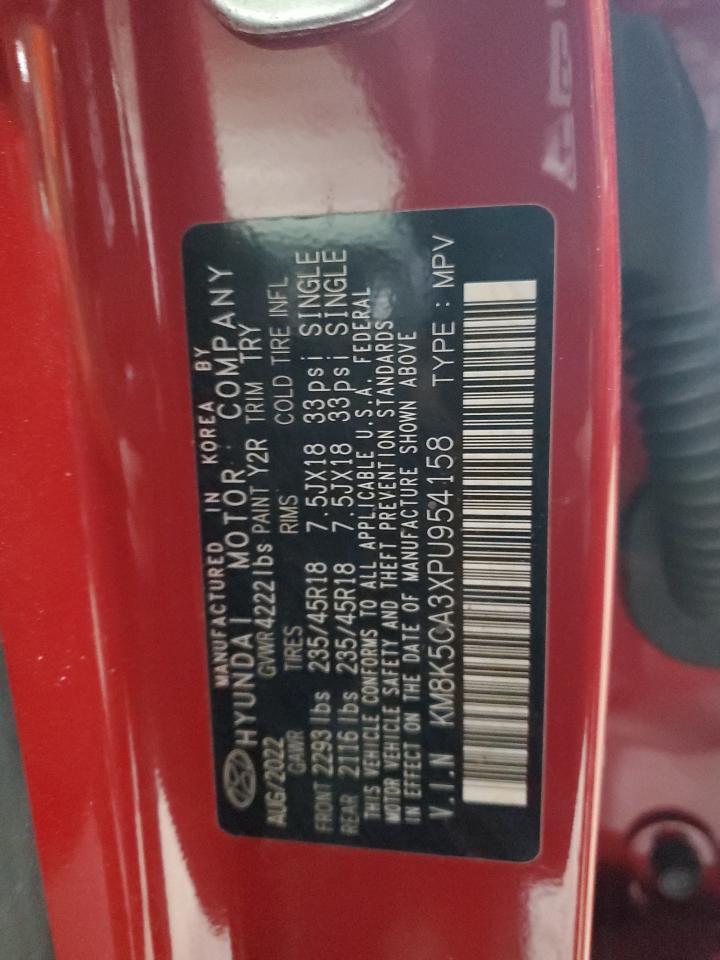 MANUFACTURED IN KOREA BY
HYUNDAI MOTOR COMPANY
AUG/2022 GVWR 4222 lbs PAINT Y2R TRIM TRY
GAWR TIRES RIMS COLD TIRE INFL
FRONT 2293 lbs 235/45R18 7.5JX18 33psi SINGLE
REAR 2116 lbs 235/45R18 7.5JX18 33psi SINGLE
THIS VEHICLE CONFORMS TO ALL APPLICABLE U.S.A. FEDERAL
MOTOR VEHICLE SAFETY AND THEFT PREVENTION STANDARDS
IN EFFECT ON THE DATE OF MANUFACTURE SHOWN ABOVE
V.I.N KM8K5CA3XPU954158 TYPE : MPV